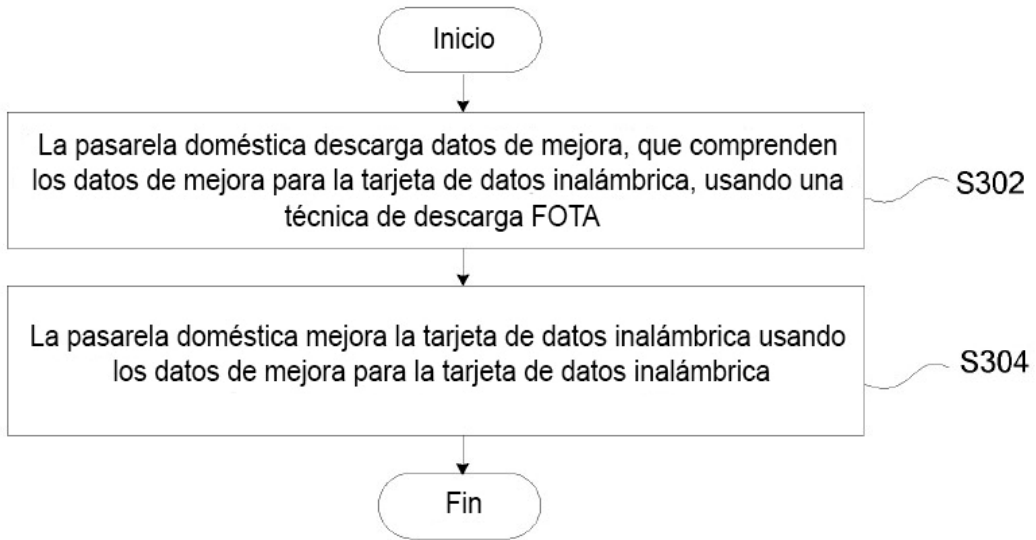 Inicio
La pasarela doméstica descarga datos de mejora, que comprenden
los datos de mejora para la tarjeta de datos inalámbrica, usando una
técnica de descarga FOTA
S302
La pasarela doméstica mejora la tarjeta de datos inalámbrica usando
los datos de mejora para la tarjeta de datos inalámbrica
S304
Fin